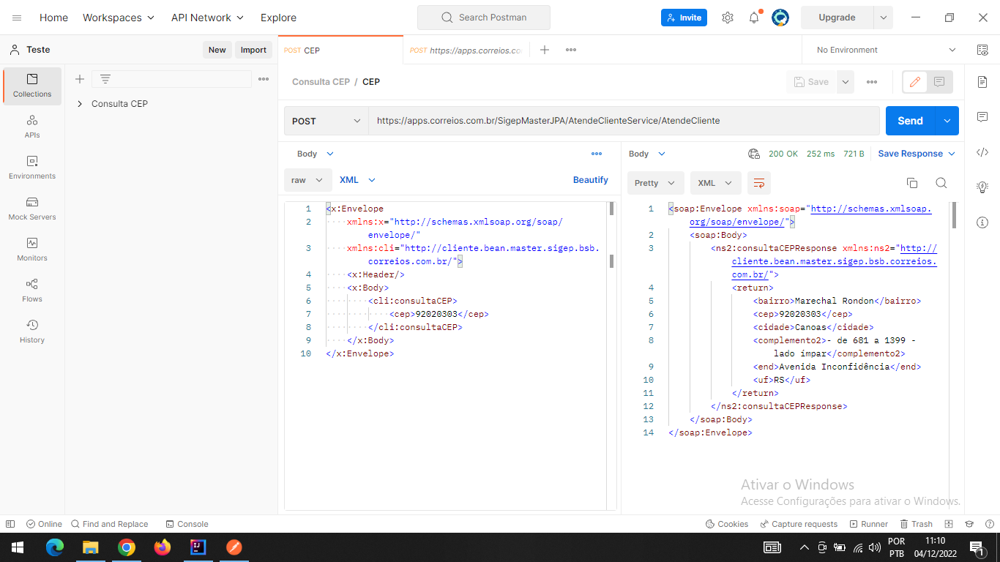 Home
Workspaces
API Network
Explore
Search Postman
Invite
Upgrade
Teste
New
Import
POST CEP
POST https://apps.correios.co
No Environment
Collections
APIs
Environments
Mock Servers
Monitors
Flows
History
Consulta CEP
Consulta CEP / CEP
Save
POST
https://apps.correios.com.br/SigepMasterJPA/AtendeClienteService/AtendeCliente
Send
Body
raw
XML
Beautify
1 <x:Envelope
2 xmlns:x="http://schemas.xmlsoap.org/soap/
envelope/"
3 xmlns:cli="http://cliente.bean.master.sigep.bsb.
correios.com.br/">
4 <x:Header/>
5 <x:Body>
6 <cli:consultaCEP>
7 <cep>92020303</cep>
8 </cli:consultaCEP>
9 </x:Body>
10 </x:Envelope>
Body
200 OK
252 ms
721 B
Save Response
Pretty
XML
1 <soap:Envelope xmlns:soap="http://schemas.xmlsoap.
org/soap/envelope/">
2 <soap:Body>
3 <ns2:consultaCEPResponse xmlns:ns2="http://
cliente.bean.master.sigep.bsb.correios.
com.br/">
4 <return>
5 <bairro>Marechal Rondon</bairro>
6 <cep>92020303</cep>
7 <cidade>Canoas</cidade>
8 <complemento2>- de 681 a 1399 -
lado ímpar</complemento2>
9 <end>Avenida Inconfidência</end>
10 <uf>RS</uf>
11 </return>
12 </ns2:consultaCEPResponse>
13 </soap:Body>
14 </soap:Envelope>
Ativar o Windows
Acesse Configurações para ativar o Windows.
Online
Find and Replace
Console
Cookies
Capture requests
Runner
Trash
POR
PTB
11:10
04/12/2022
1